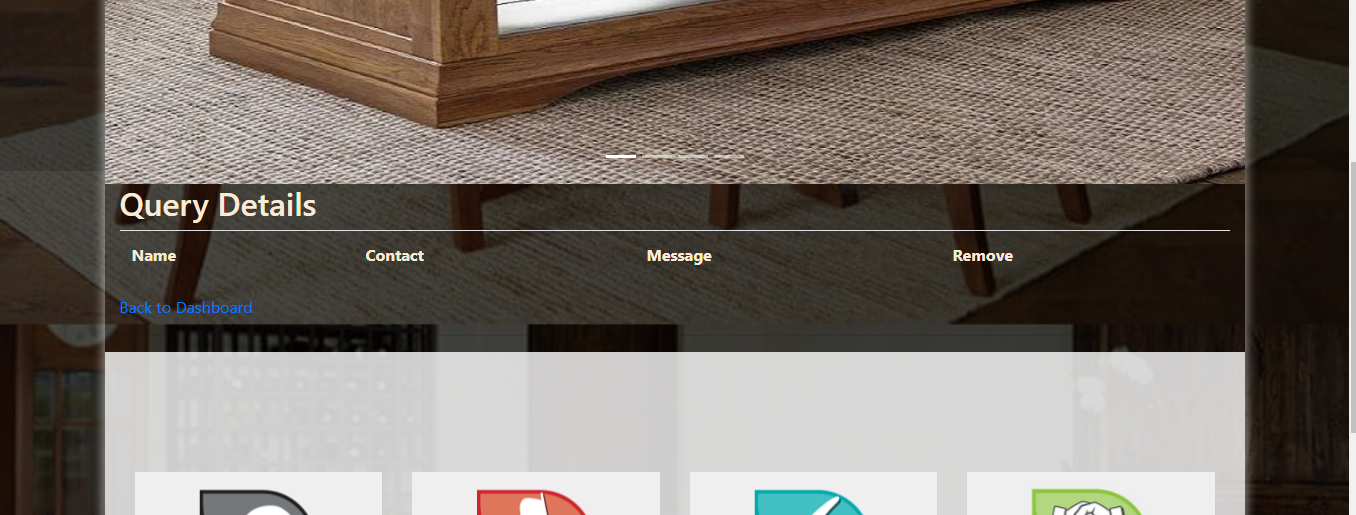 Query Details
Name Contact Message Remove
Back to Dashboard